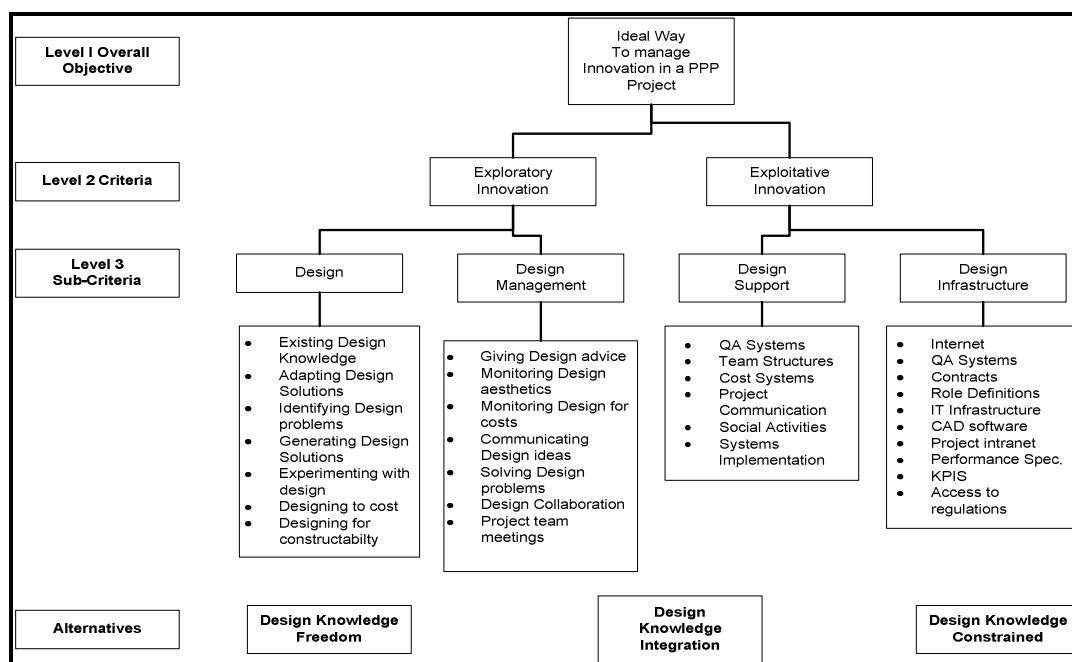 Level I Overall
Objective
Ideal Way
To manage
Innovation in a PPP
Project
Level 2 Criteria
Exploratory
Innovation
Exploitative
Innovation
Level 3
Sub-Criteria
Design
Design
Management
Design
Support
Design
Infrastructure
• Existing Design
Knowledge
• Adapting Design
Solutions
• Identifying Design
problems
• Generating Design
Solutions
• Experimenting with
design
• Designing to cost
• Designing for
constructabilty
• Giving Design advice
• Monitoring Design
aesthetics
• Monitoring Design for
costs
• Communicating
Design ideas
• Solving Design
problems
• Design Collaboration
• Project team
meetings
• QA Systems
• Team Structures
• Cost Systems
• Project
Communication
• Social Activities
• Systems
Implementation
• Internet
• QA Systems
• Contracts
• Role Definitions
• IT Infrastructure
• CAD software
• Project intranet
• Performance Spec.
• KPIS
• Access to
regulations
Alternatives
Design Knowledge
Freedom
Design
Knowledge
Integration
Design Knowledge
Constrained